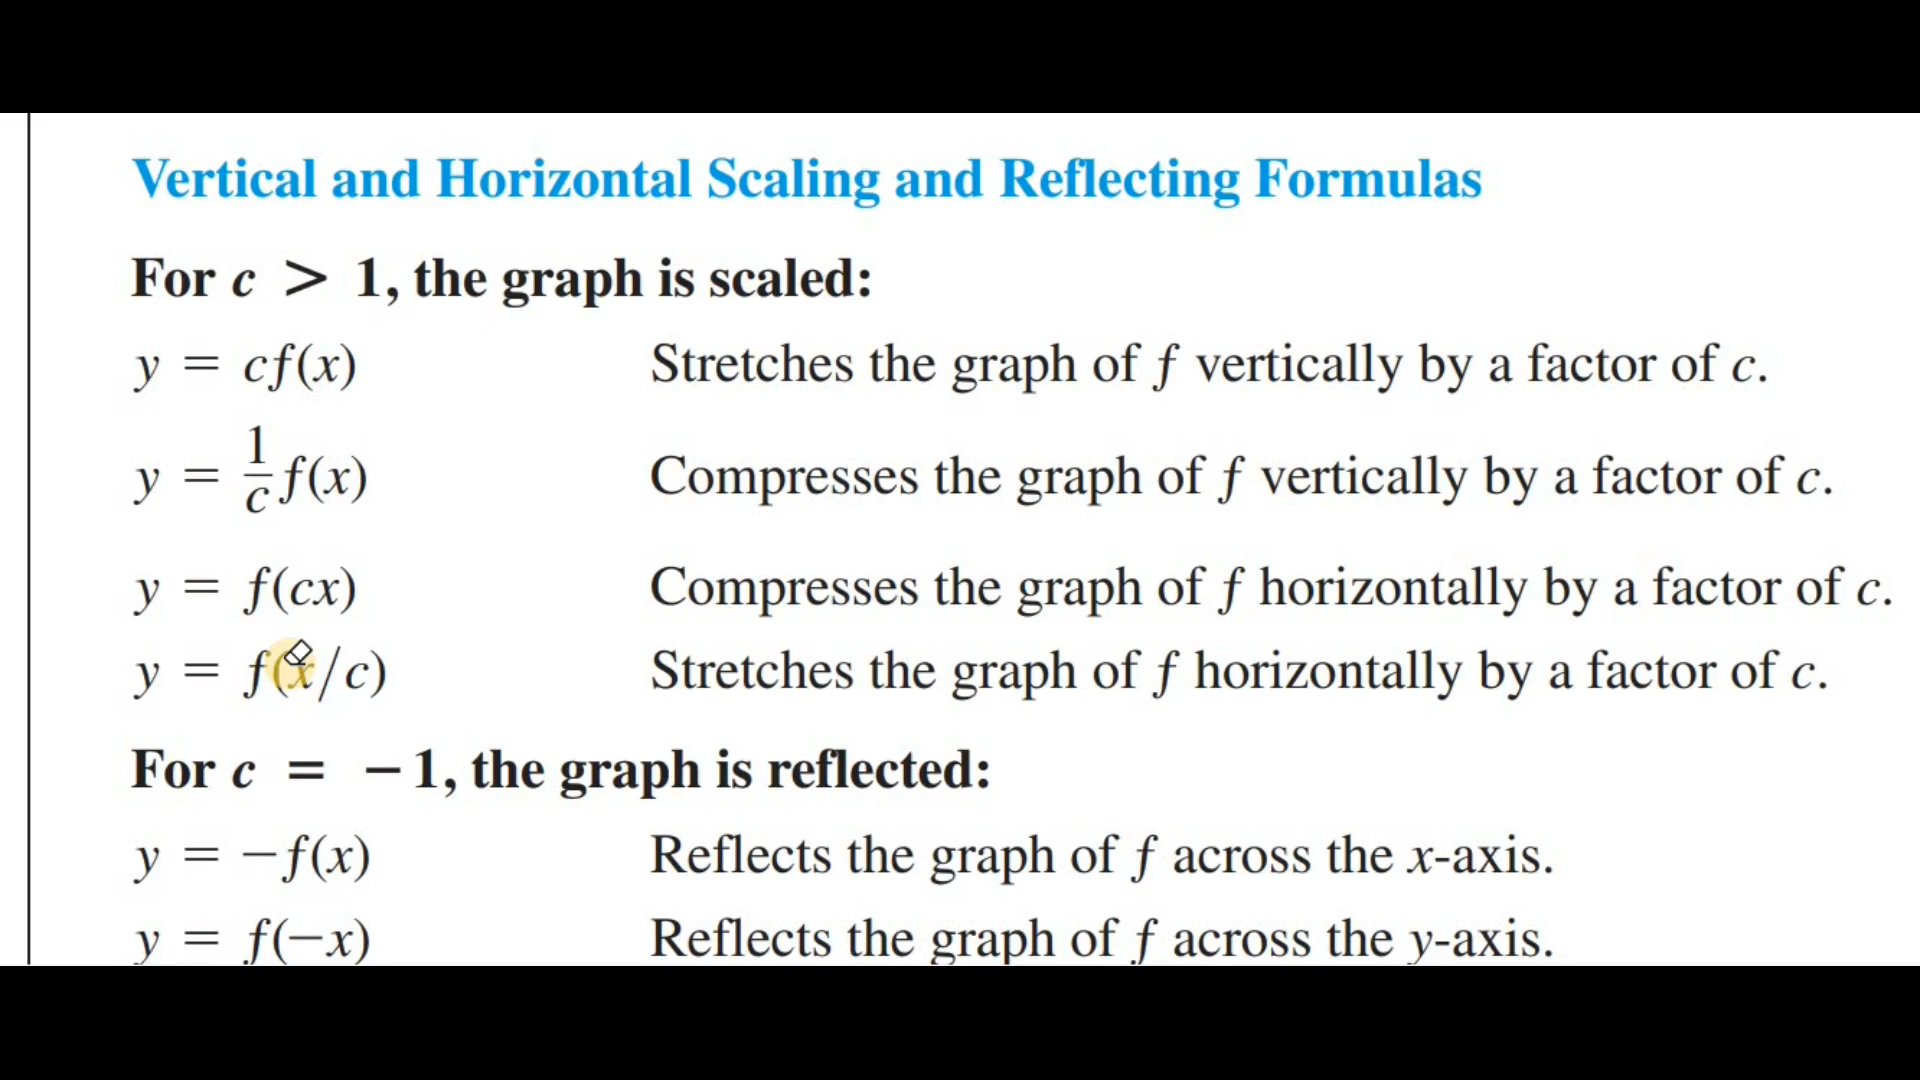 Vertical and Horizontal Scaling and Reflecting Formulas
For c > 1, the graph is scaled:
y = cf(x) Stretches the graph of f vertically by a factor of c.
y = 1/c f(x) Compresses the graph of f vertically by a factor of c.
y = f(cx) Compresses the graph of f horizontally by a factor of c.
y = f(x/c) Stretches the graph of f horizontally by a factor of c.
For c = −1, the graph is reflected:
y = −f(x) Reflects the graph of f across the x-axis.
y = f(−x) Reflects the graph of f across the y-axis.